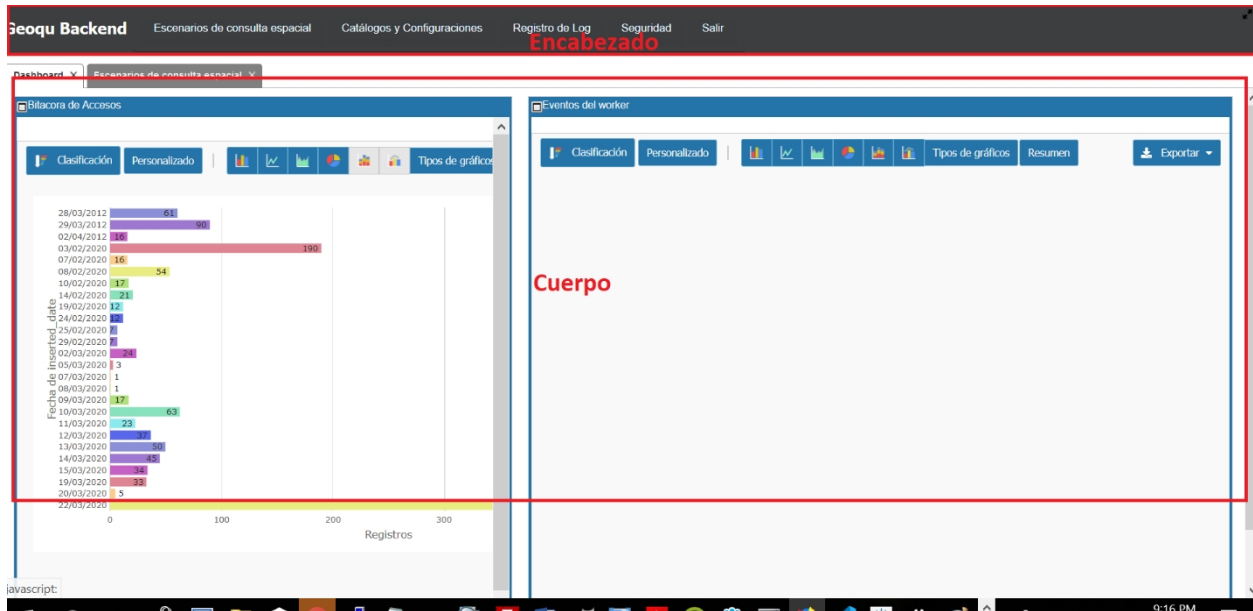 Geoqu Backend Escenarios de consulta espacial Catálogos y Configuraciones Registro de Log Seguridad Salir
Encabezado
Dashboard X Escenarios de consulta espacial X
Bitacora de Accesos
Eventos del worker
Clasificación Personalizado Tipos de gráficos
Clasificación Personalizado Tipos de gráficos Resumen Exportar
Cuerpo
Fecha de inserted_date
28/03/2012 61
29/03/2012 90
02/04/2012 16
03/02/2020 190
07/02/2020 16
08/02/2020 54
10/02/2020 17
14/02/2020 21
19/02/2020 12
24/02/2020 12
25/02/2020 7
29/02/2020 7
02/03/2020 24
05/03/2020 3
07/03/2020 1
08/03/2020 1
09/03/2020 17
10/03/2020 63
11/03/2020 23
12/03/2020 37
13/03/2020 50
14/03/2020 45
15/03/2020 34
19/03/2020 33
20/03/2020 5
22/03/2020
0 100 200 300
Registros
javascript:
9:16 PM